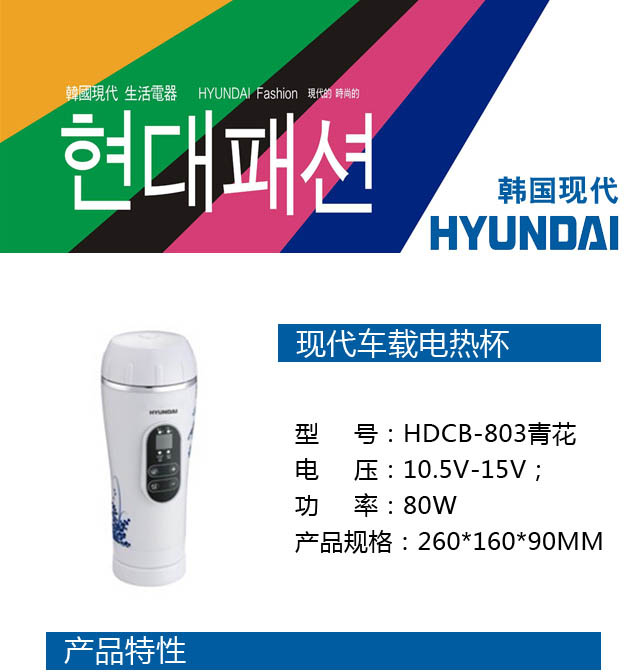 韓國現代 生活電器 HYUNDAI Fashion 現代的 時尚的
현대패션
韩国现代
HYUNDAI
现代车载电热杯
HYUNDAI
型 号：HDCB-803青花
电 压：10.5V-15V；
功 率：80W
产品规格：260*160*90MM
产品特性